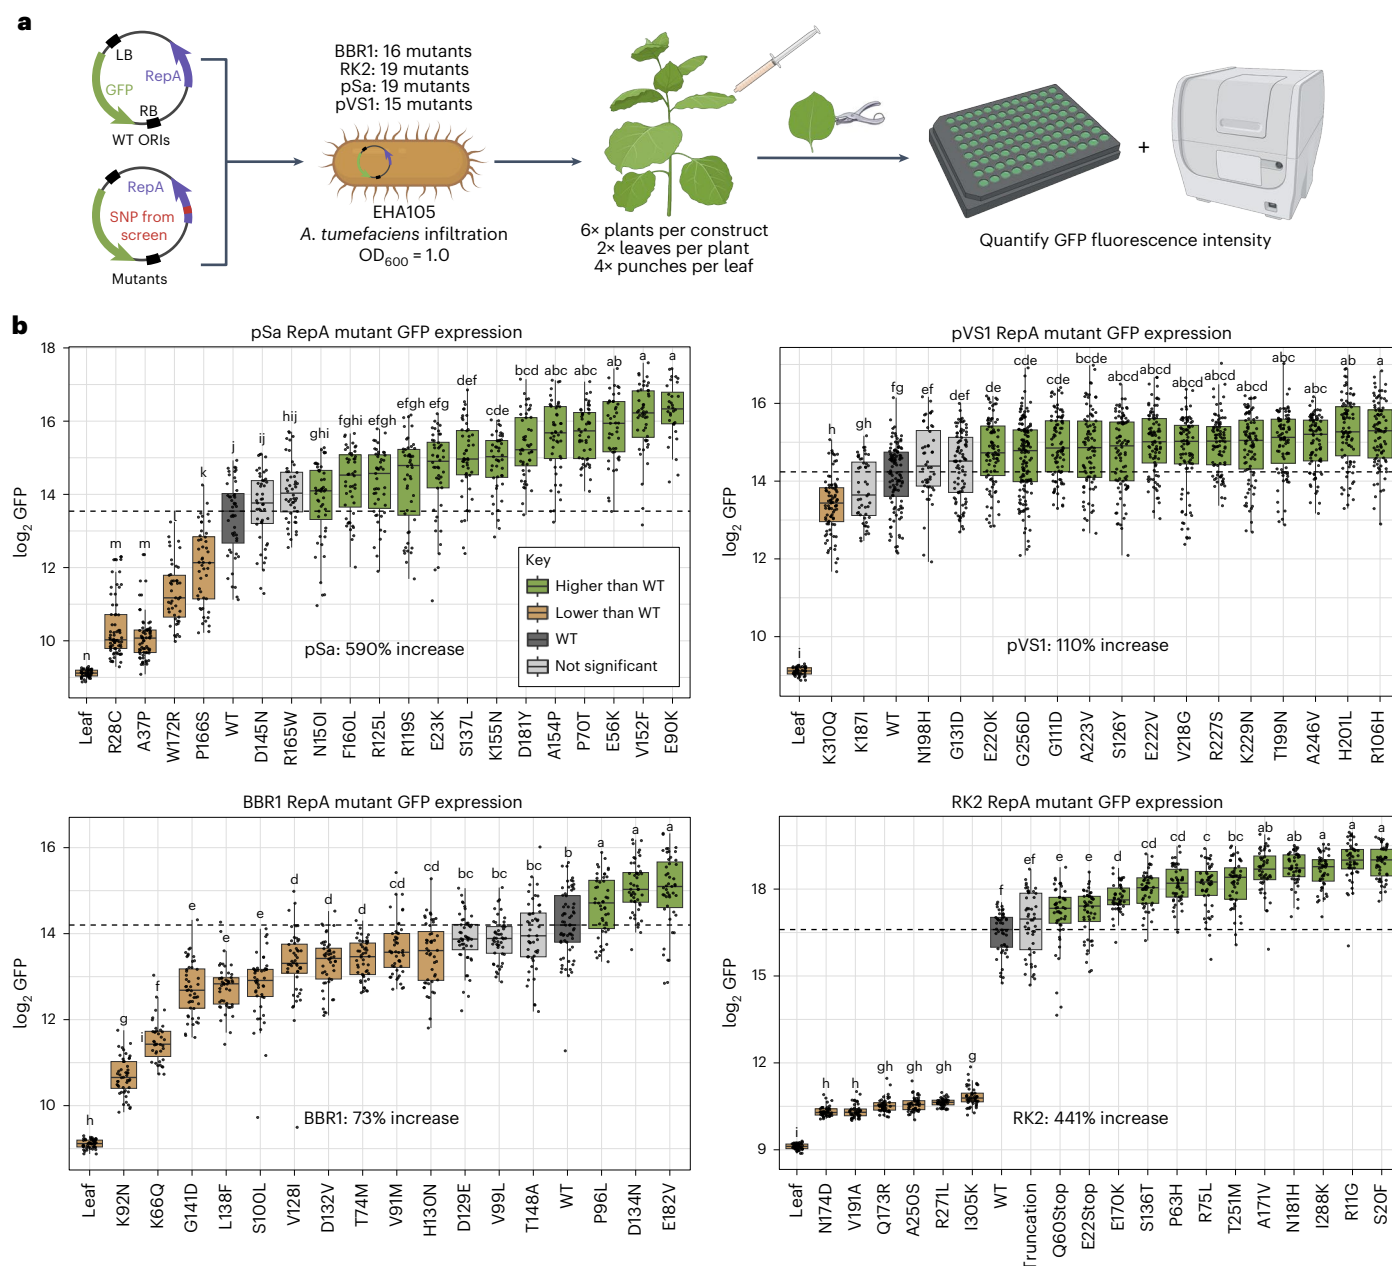 a
LB
RepA
GFP
RB
WT ORIs
RepA
SNP from
screen
Mutants
BBR1: 16 mutants
RK2: 19 mutants
pSa: 19 mutants
pVS1: 15 mutants
EHA105
A. tumefaciens infiltration
OD600 = 1.0
6× plants per construct
2× leaves per plant
4× punches per leaf
+
Quantify GFP fluorescence intensity
b
pSa RepA mutant GFP expression
log2 GFP
18
16
14
12
10
n m m k j ij hij ghi fghi efgh efgh efg def cde bcd abc abc ab a a
Key
Higher than WT
Lower than WT
WT
Not significant
pSa: 590% increase
Leaf R28C A37P W172R P166S WT D145N R165W N150I F160L R125L R119S E23K S137L K155N D181Y A154P P70T E56K V152F E90K
pVS1 RepA mutant GFP expression
log2 GFP
16
14
12
10
i h gh fg ef def de cde cde bcde abcd abcd abcd abcd abcd abc abc ab a
pVS1: 110% increase
Leaf K310Q K187I WT N198H G131D E220K G256D G111D A223V S126Y E222V V218G R227S K229N T199N A246V H201L R106H
BBR1 RepA mutant GFP expression
log2 GFP
16
14
12
10
h g i f e e e d d d cd cd bc bc bc b a a a
BBR1: 73% increase
Leaf K92N K66Q G141D L138F S100L V128I D132V T74M V91M H130N D129E V99L T148A WT P96L D134N E182V
RK2 RepA mutant GFP expression
log2 GFP
18
15
12
9
i h h gh gh gh g f ef e e d cd cd c bc ab ab a a a
RK2: 441% increase
Leaf N174D V191A Q173R A250S R271L I305K WT Truncation Q60Stop E22Stop E170K S136T P63H R75L T251M A171V N181H I288K R11G S20F